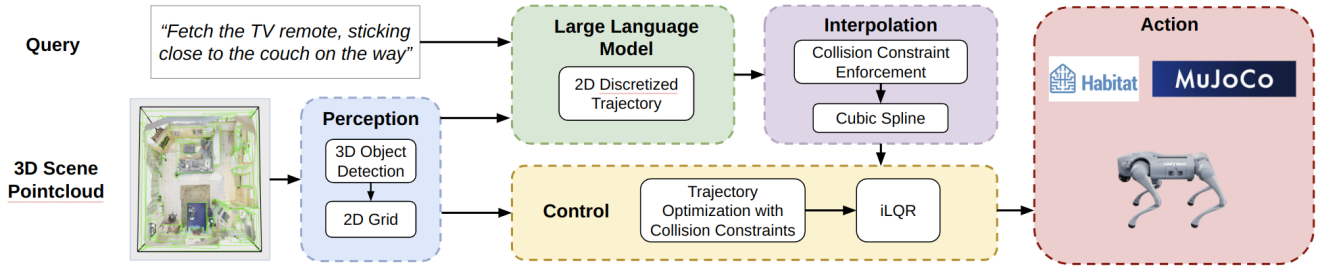 Query
“Fetch the TV remote, sticking
close to the couch on the way”
3D Scene
Pointcloud
Perception
3D Object
Detection
2D Grid
Large Language
Model
2D Discretized
Trajectory
Interpolation
Collision Constraint
Enforcement
Cubic Spline
Control
Trajectory
Optimization with
Collision Constraints
iLQR
Action
Habitat
MuJoCo